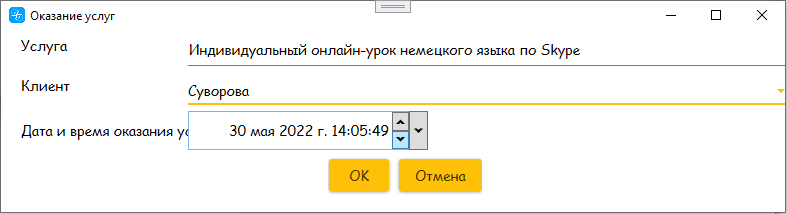 Оказание услуг
Услуга
Индивидуальный онлайн-урок немецкого языка по Skype
Клиент
Суворова
Дата и время оказания ус
30 мая 2022 г. 14:05:49
OK
Отмена